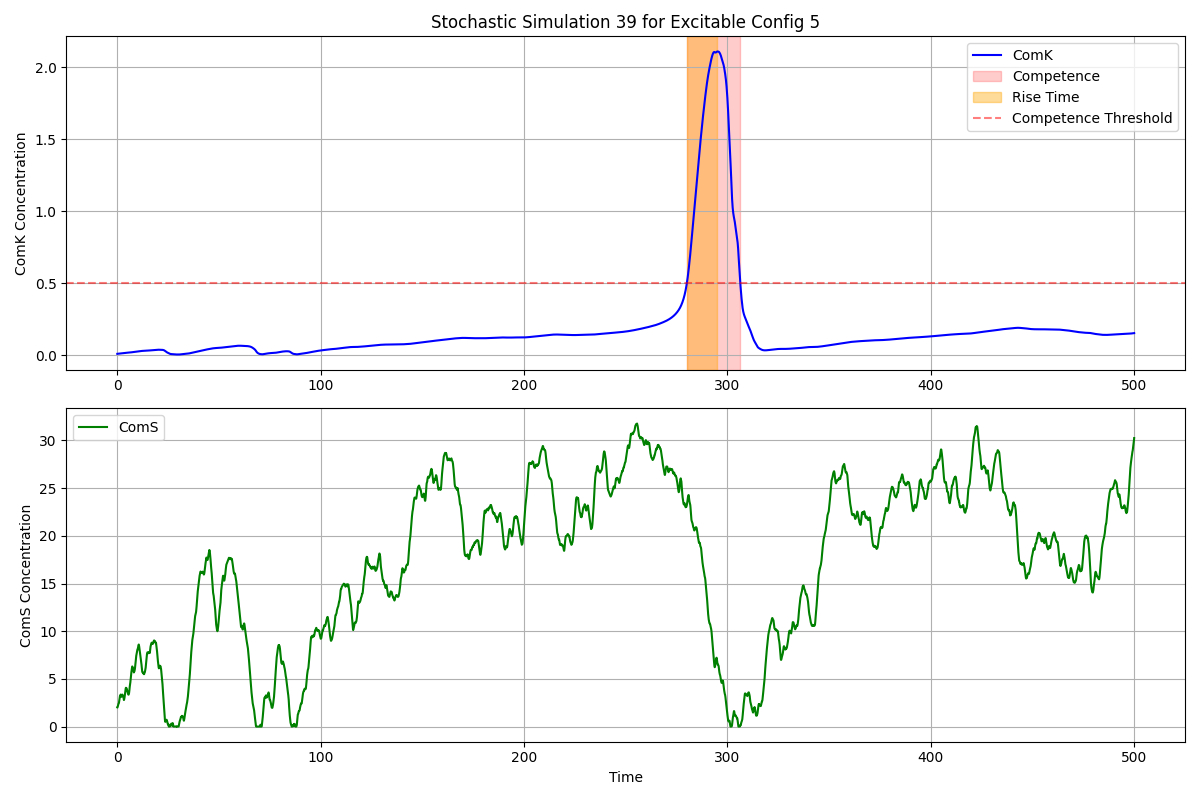 Stochastic Simulation 39 for Excitable Config 5
ComK Concentration
2.0
1.5
1.0
0.5
0.0
ComK
Competence
Rise Time
Competence Threshold
0 100 200 300 400 500
ComS Concentration
30
25
20
15
10
5
0
ComS
0 100 200 300 400 500
Time